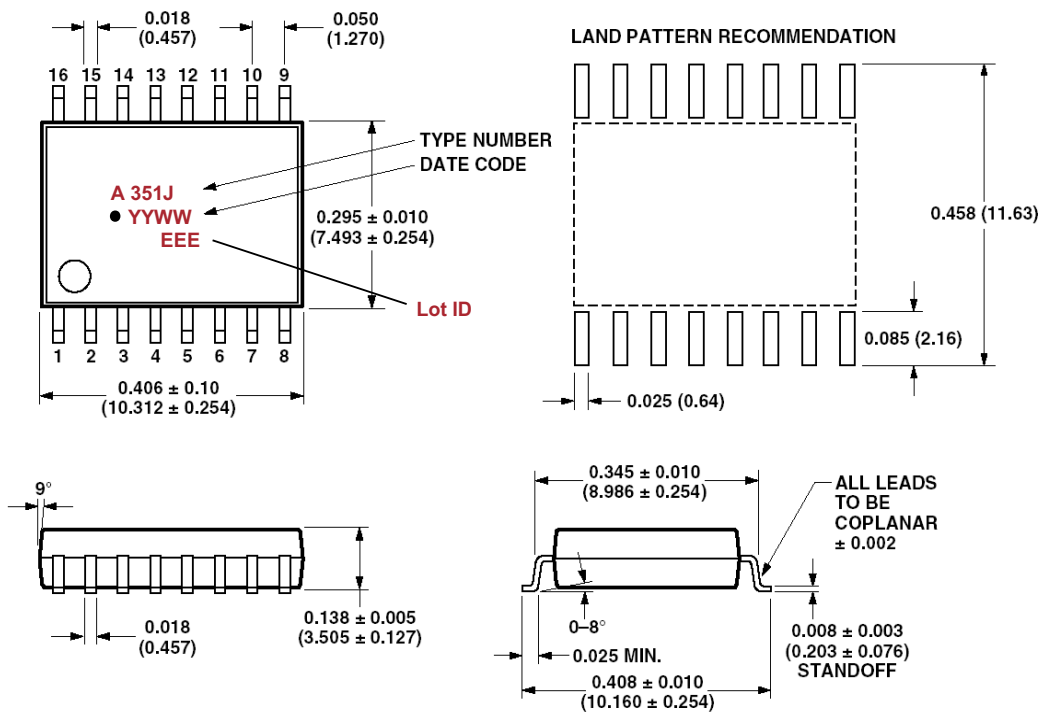 0.018
(0.457)
0.050
(1.270)
LAND PATTERN RECOMMENDATION
16 15 14 13 12 11 10 9
TYPE NUMBER
DATE CODE
A 351J
YYWW
EEE
0.295 ± 0.010
(7.493 ± 0.254)
Lot ID
1 2 3 4 5 6 7 8
0.406 ± 0.10
(10.312 ± 0.254)
0.458 (11.63)
0.085 (2.16)
0.025 (0.64)
9°
0.138 ± 0.005
(3.505 ± 0.127)
0.018
(0.457)
0.345 ± 0.010
(8.986 ± 0.254)
ALL LEADS
TO BE
COPLANAR
± 0.002
0–8°
0.025 MIN.
0.408 ± 0.010
(10.160 ± 0.254)
0.008 ± 0.003
(0.203 ± 0.076)
STANDOFF